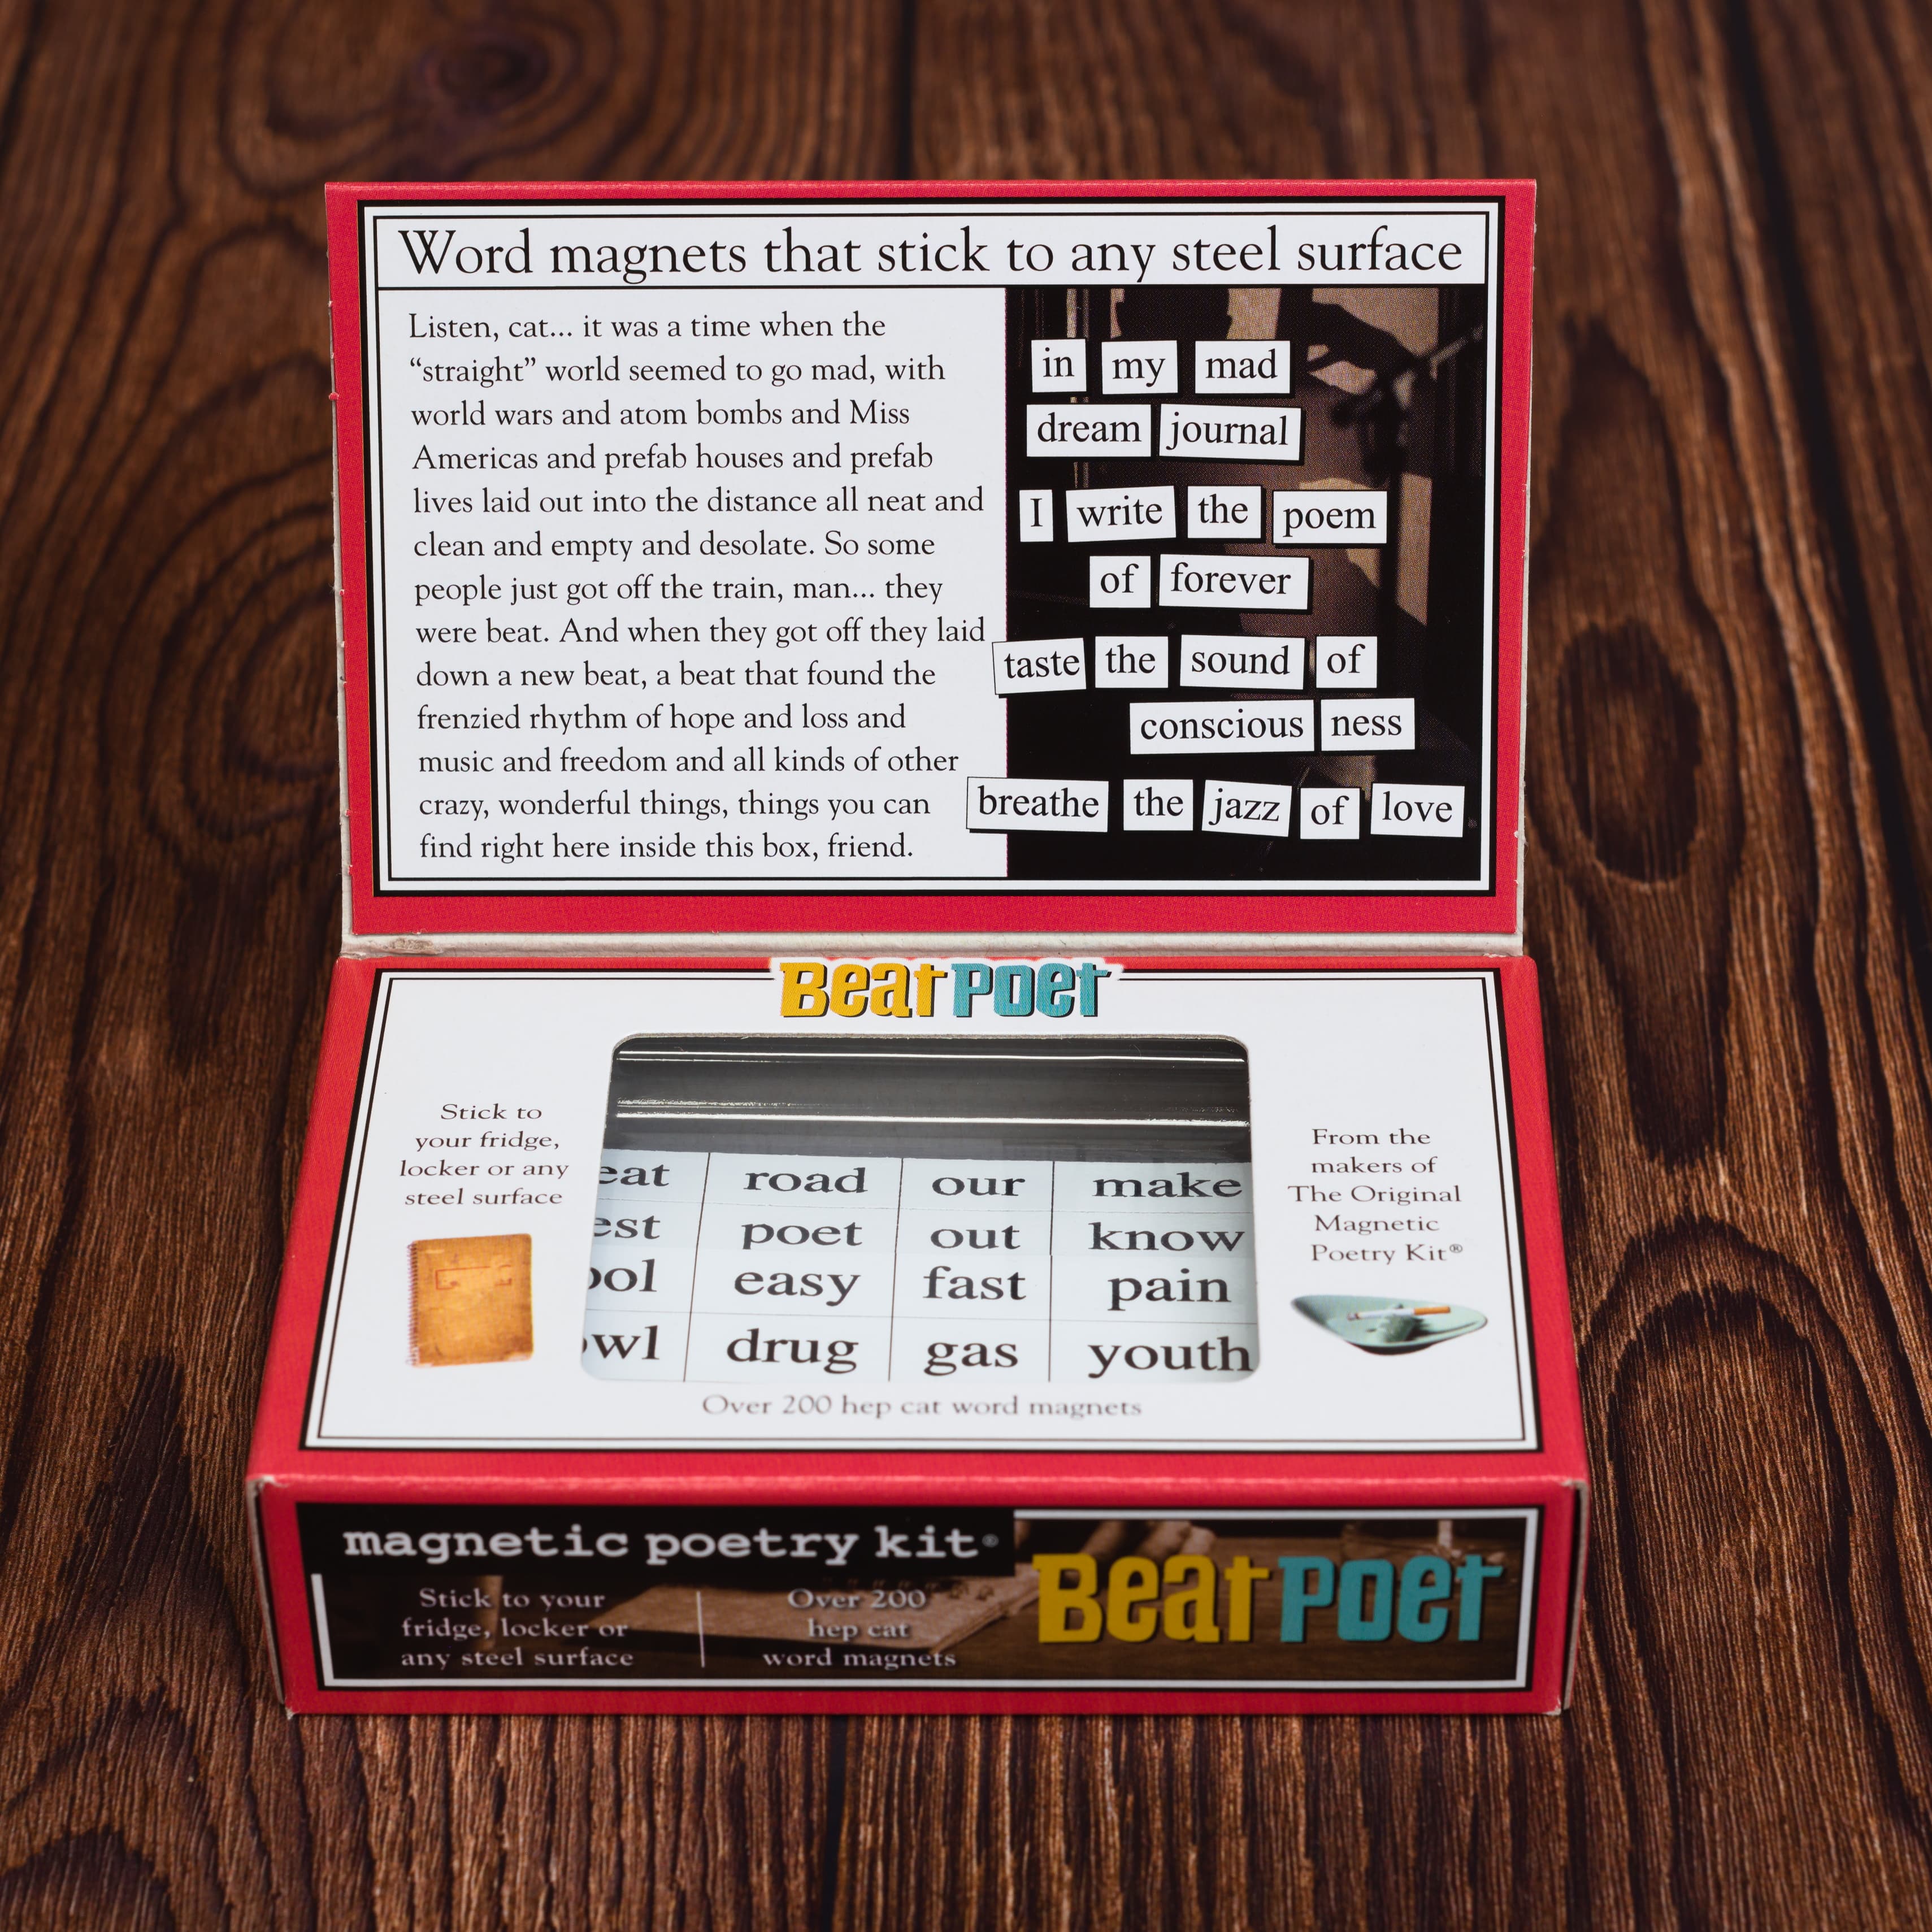 Word magnets that stick to any steel surface
Listen, cat... it was a time when the
“straight” world seemed to go mad, with
world wars and atom bombs and Miss
Americas and prefab houses and prefab
lives laid out into the distance all neat and
clean and empty and desolate. So some
people just got off the train, man... they
were beat. And when they got off they laid
down a new beat, a beat that found the
frenzied rhythm of hope and loss and
music and freedom and all kinds of other
crazy, wonderful things, things you can
find right here inside this box, friend.
in my mad
dream journal
I write the poem
of forever
taste the sound of
conscious ness
breathe the jazz of love
Beat Poet
Stick to
your fridge,
locker or any
steel surface
eat road our make
est poet out know
ool easy fast pain
owl drug gas youth
From the
makers of
The Original
Magnetic
Poetry Kit®
Over 200 hep cat word magnets
magnetic poetry kit®
Stick to your
fridge, locker or
any steel surface
Over 200
hep cat
word magnets
Beat Poet